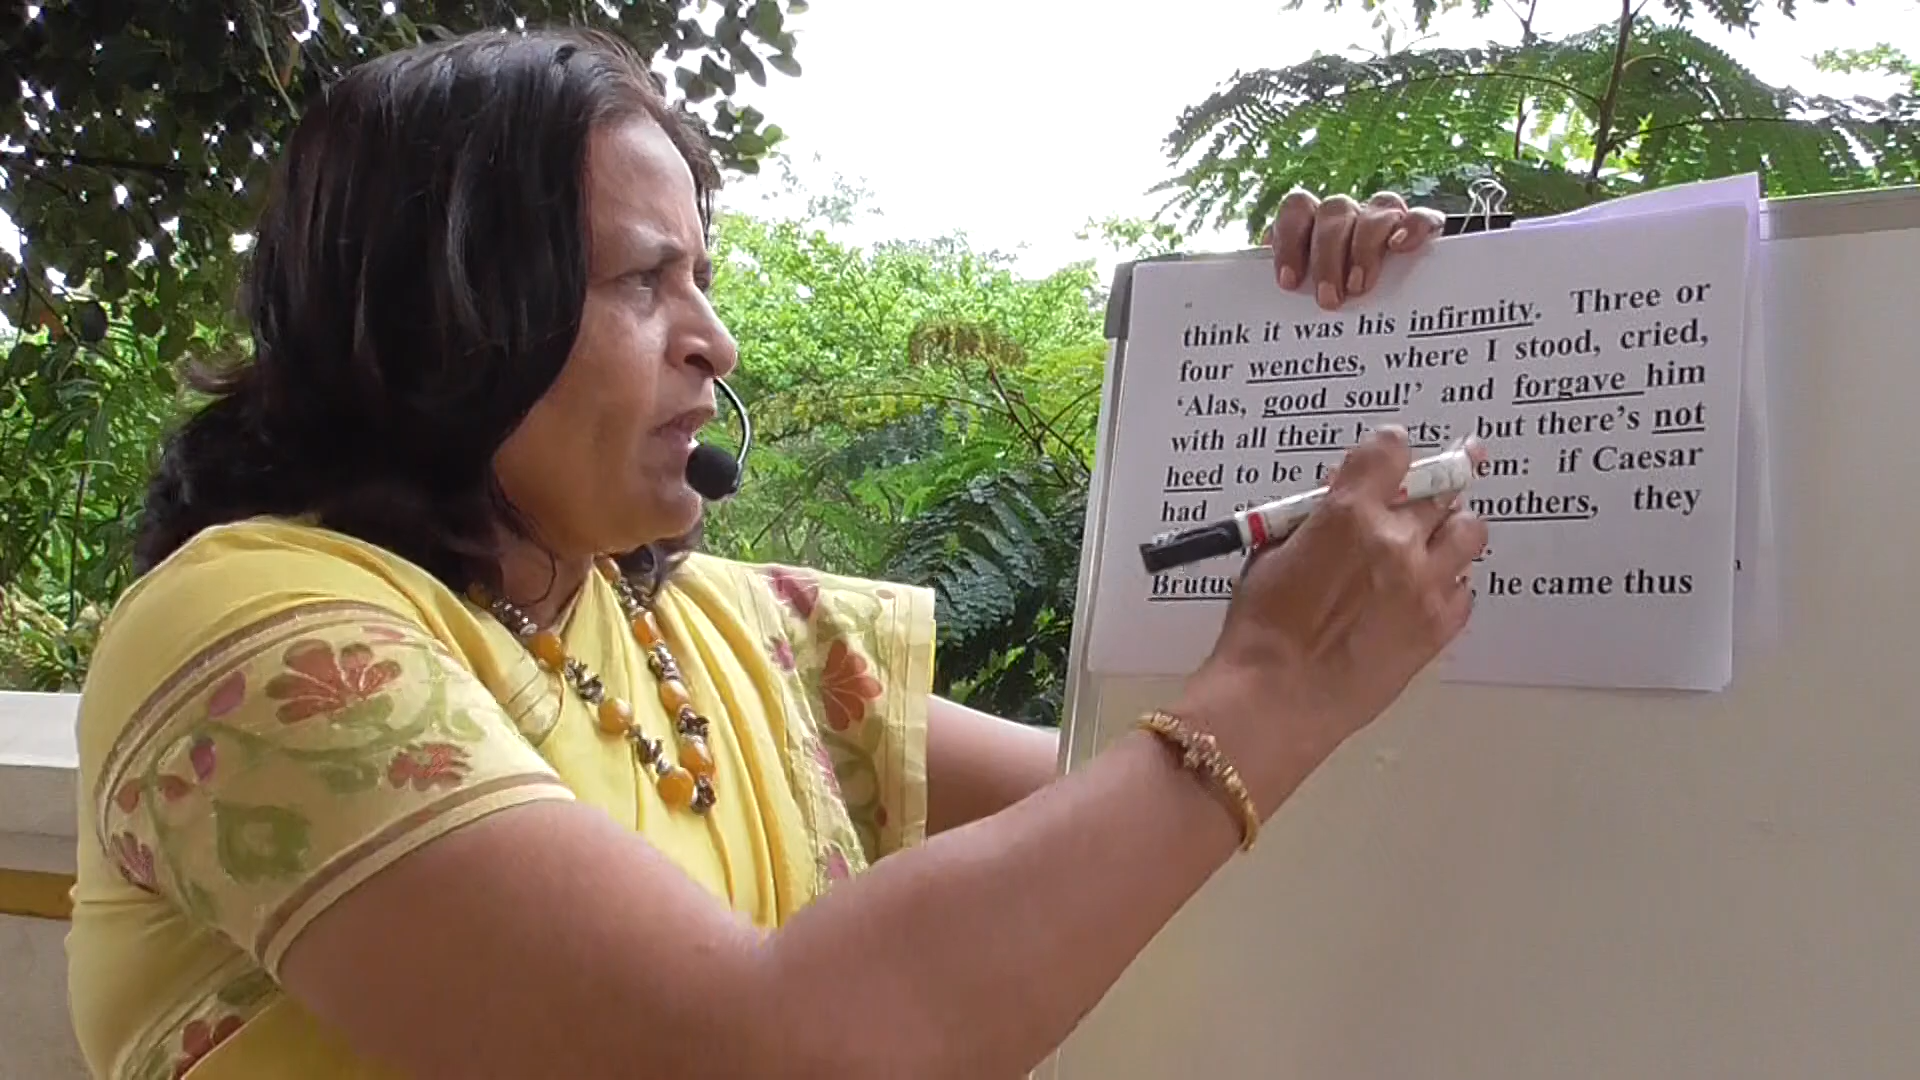 think it was his infirmity. Three or
four wenches, where I stood, cried,
‘Alas, good soul!’ and forgave him
with all their hearts: but there’s not
heed to be em: if Caesar
had mothers, they
Brutus , he came thus